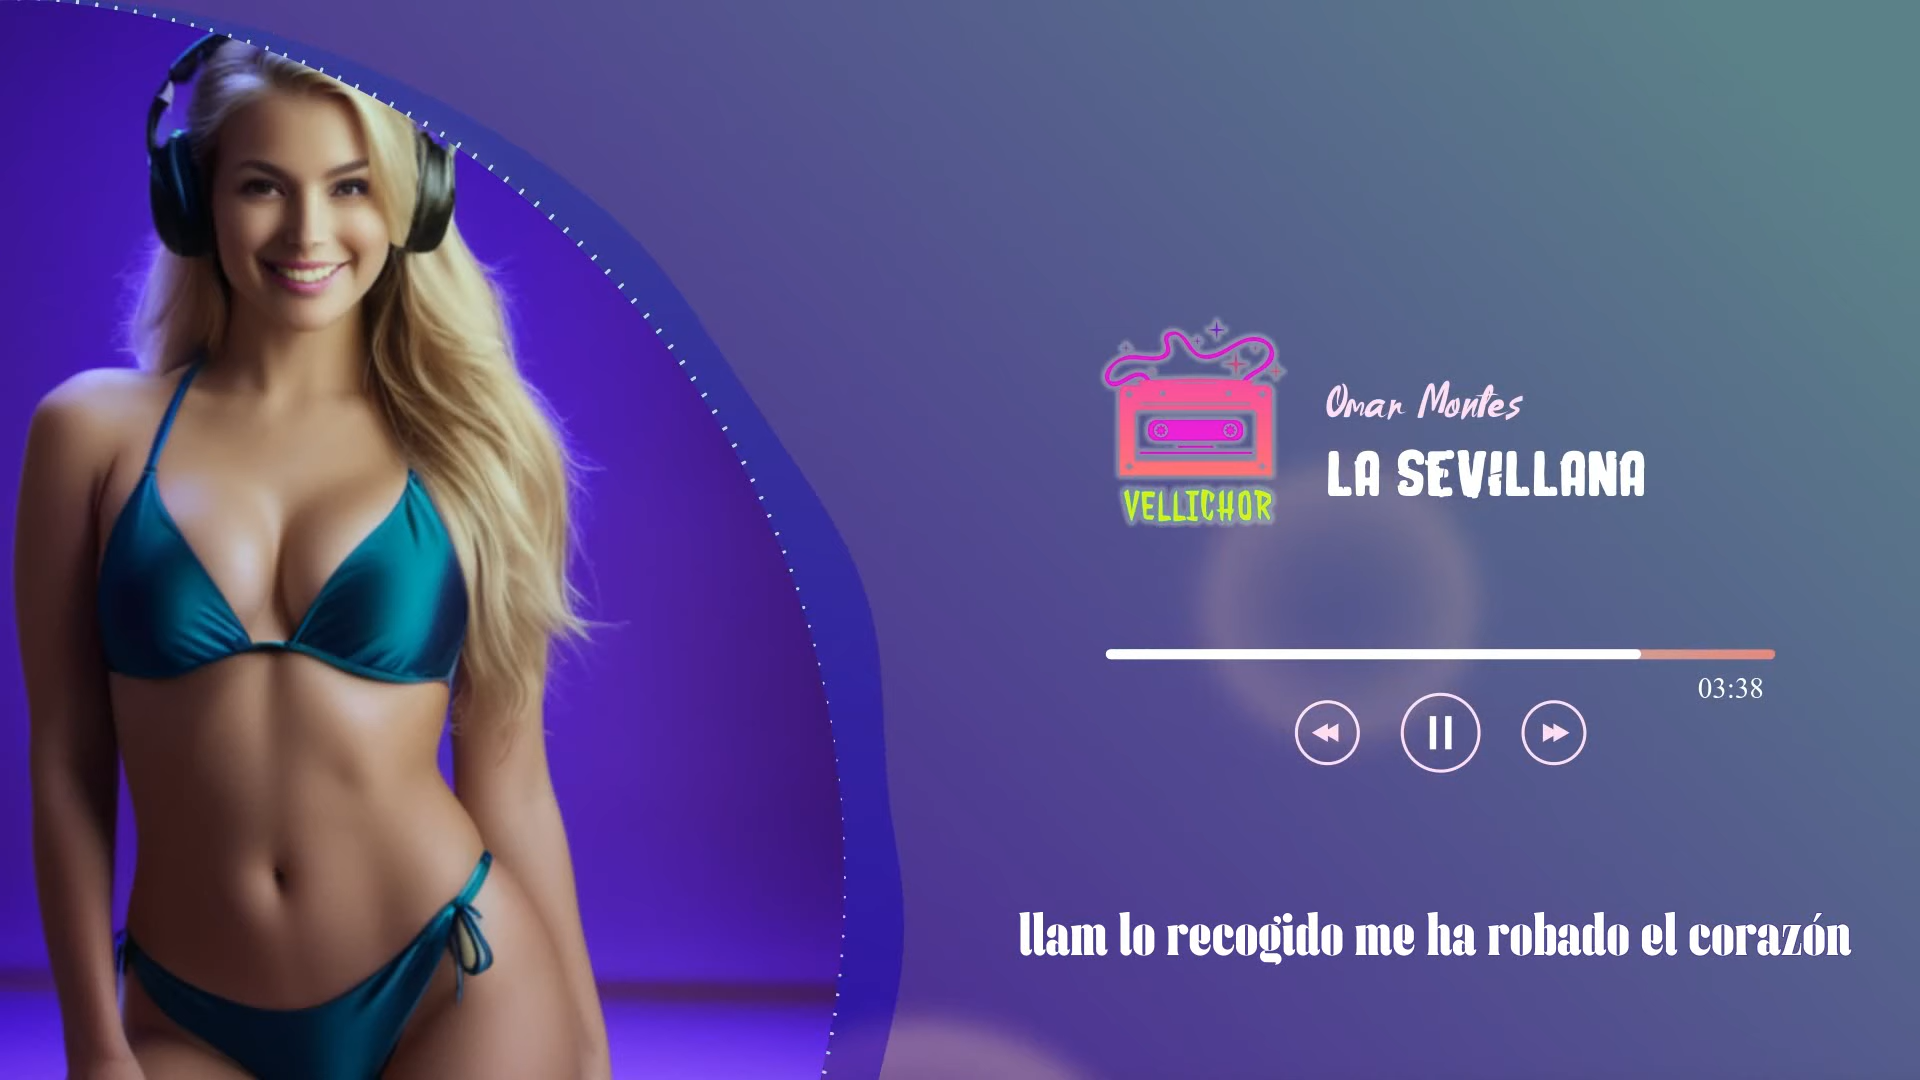 Omar Montes
LA SEVILLANA
VELLICHOR
03:38
llam lo recogido me ha robado el corazón